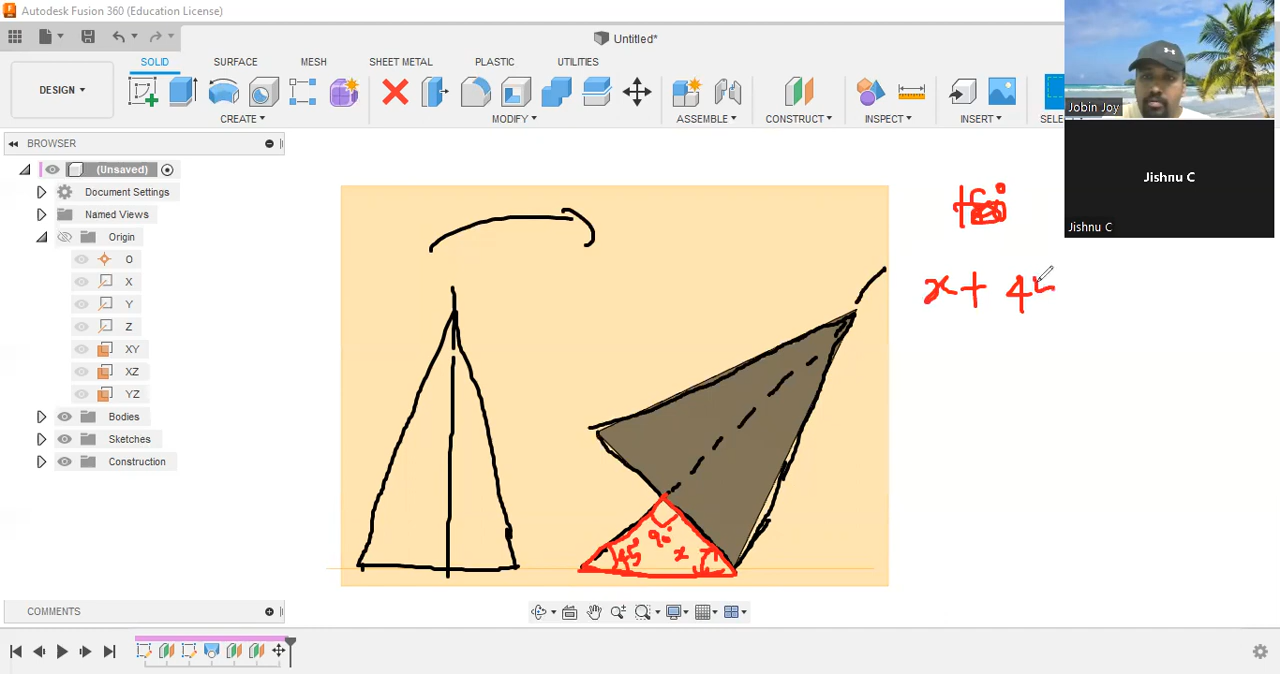 Autodesk Fusion 360 (Education License)
Untitled*
DESIGN
SOLID
SURFACE
MESH
SHEET METAL
PLASTIC
UTILITIES
CREATE
MODIFY
ASSEMBLE
CONSTRUCT
INSPECT
INSERT
Jobin Joy
Jishnu C
Jishnu C
BROWSER
(Unsaved)
Document Settings
Named Views
Origin
O
X
Y
Z
XY
XZ
YZ
Bodies
Sketches
Construction
x + 4
90°
45° x
COMMENTS